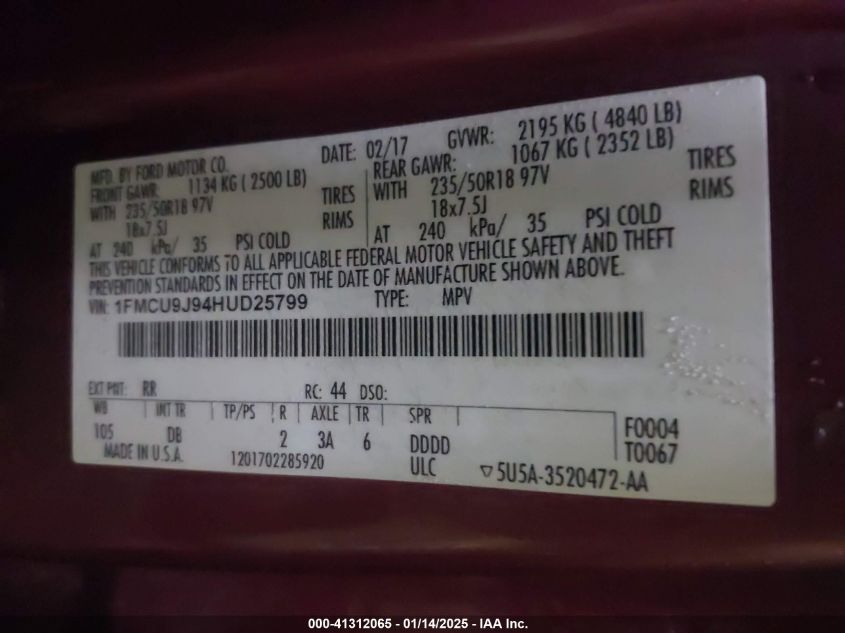 MFD. BY FORD MOTOR CO. DATE: 02/17 GVWR: 2195 KG ( 4840 LB)
FRONT GAWR: 1134 KG ( 2500 LB) REAR GAWR: 1067 KG ( 2352 LB)
WITH 235/50R18 97V TIRES WITH 235/50R18 97V TIRES
18x7.5J RIMS 18x7.5J RIMS
AT 240 kPa/ 35 PSI COLD AT 240 kPa/ 35 PSI COLD
THIS VEHICLE CONFORMS TO ALL APPLICABLE FEDERAL MOTOR VEHICLE SAFETY AND THEFT
PREVENTION STANDARDS IN EFFECT ON THE DATE OF MANUFACTURE SHOWN ABOVE.
VIN: 1FMCU9J94HUD25799 TYPE: MPV
EXT PNT: RR RC: 44 DSO:
WB INT TR TP/PS R AXLE TR SPR F0004
105 DB 2 3A 6 DDDD T0067
MADE IN U.S.A. 1201702285920 ULC ▽5U5A-3520472-AA
000-41312065 - 01/14/2025 - IAA Inc.